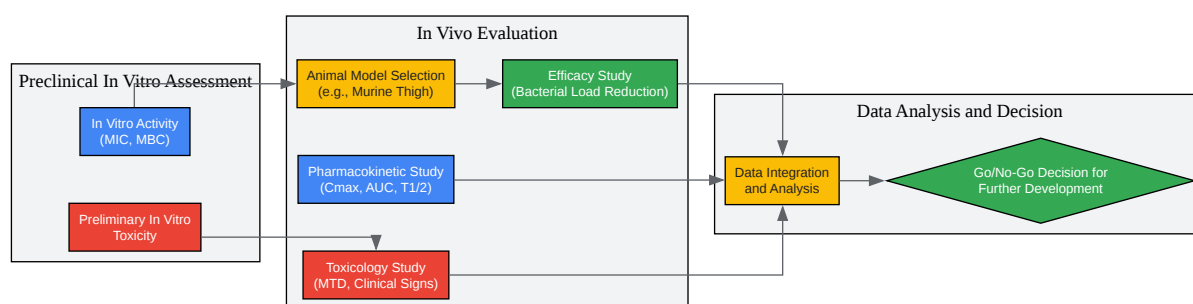 Preclinical In Vitro Assessment
In Vitro Activity
(MIC, MBC)
Preliminary In Vitro
Toxicity
In Vivo Evaluation
Animal Model Selection
(e.g., Murine Thigh)
Efficacy Study
(Bacterial Load Reduction)
Pharmacokinetic Study
(Cmax, AUC, T1/2)
Toxicology Study
(MTD, Clinical Signs)
Data Analysis and Decision
Data Integration
and Analysis
Go/No-Go Decision for
Further Development